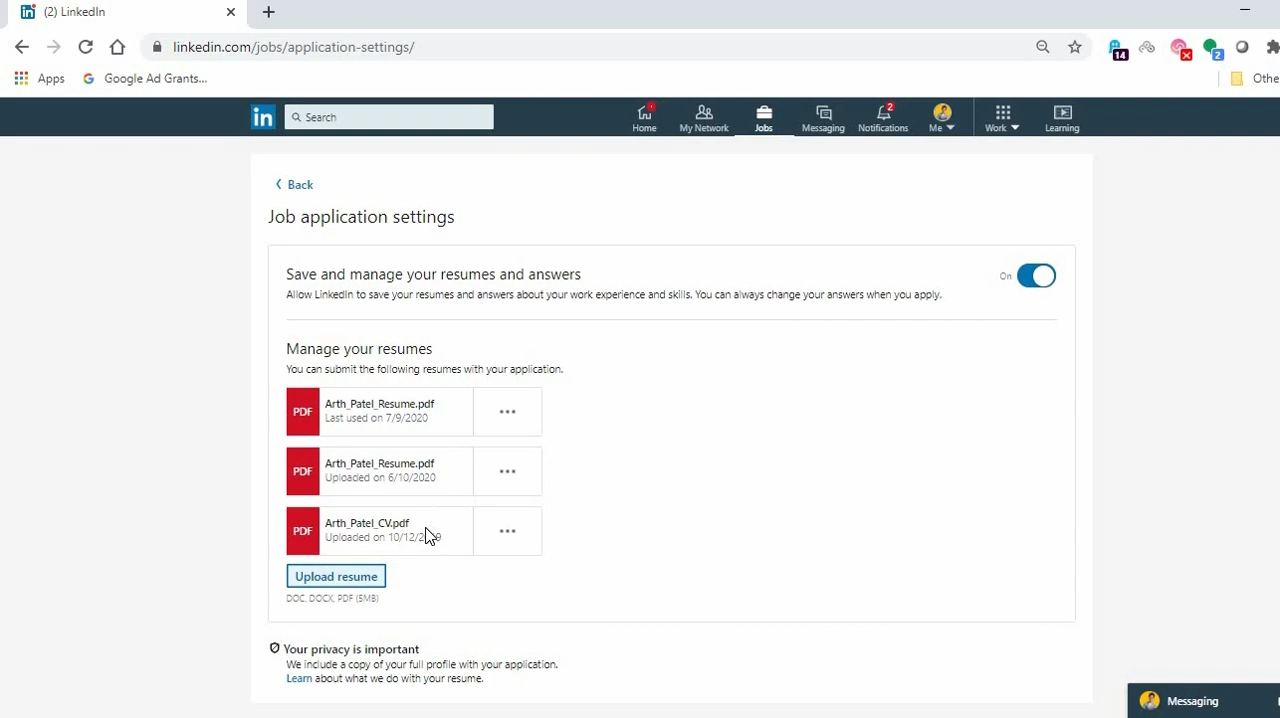 (2) LinkedIn
linkedin.com/jobs/application-settings/
14
2
Apps
Google Ad Grants...
Othe
in
Search
Home
My Network
Jobs
Messaging
2
Notifications
Me
Work
Learning
Back
Job application settings
Save and manage your resumes and answers
On
Allow LinkedIn to save your resumes and answers about your work experience and skills. You can always change your answers when you apply.
Manage your resumes
You can submit the following resumes with your application.
PDF
Arth_Patel_Resume.pdf
Last used on 7/9/2020
PDF
Arth_Patel_Resume.pdf
Uploaded on 6/10/2020
PDF
Arth_Patel_CV.pdf
Uploaded on
Upload resume
DOC, DOCX, PDF (5MB)
Your privacy is important
We include a copy of your full profile with your application.
Learn about what we do with your resume.
Messaging